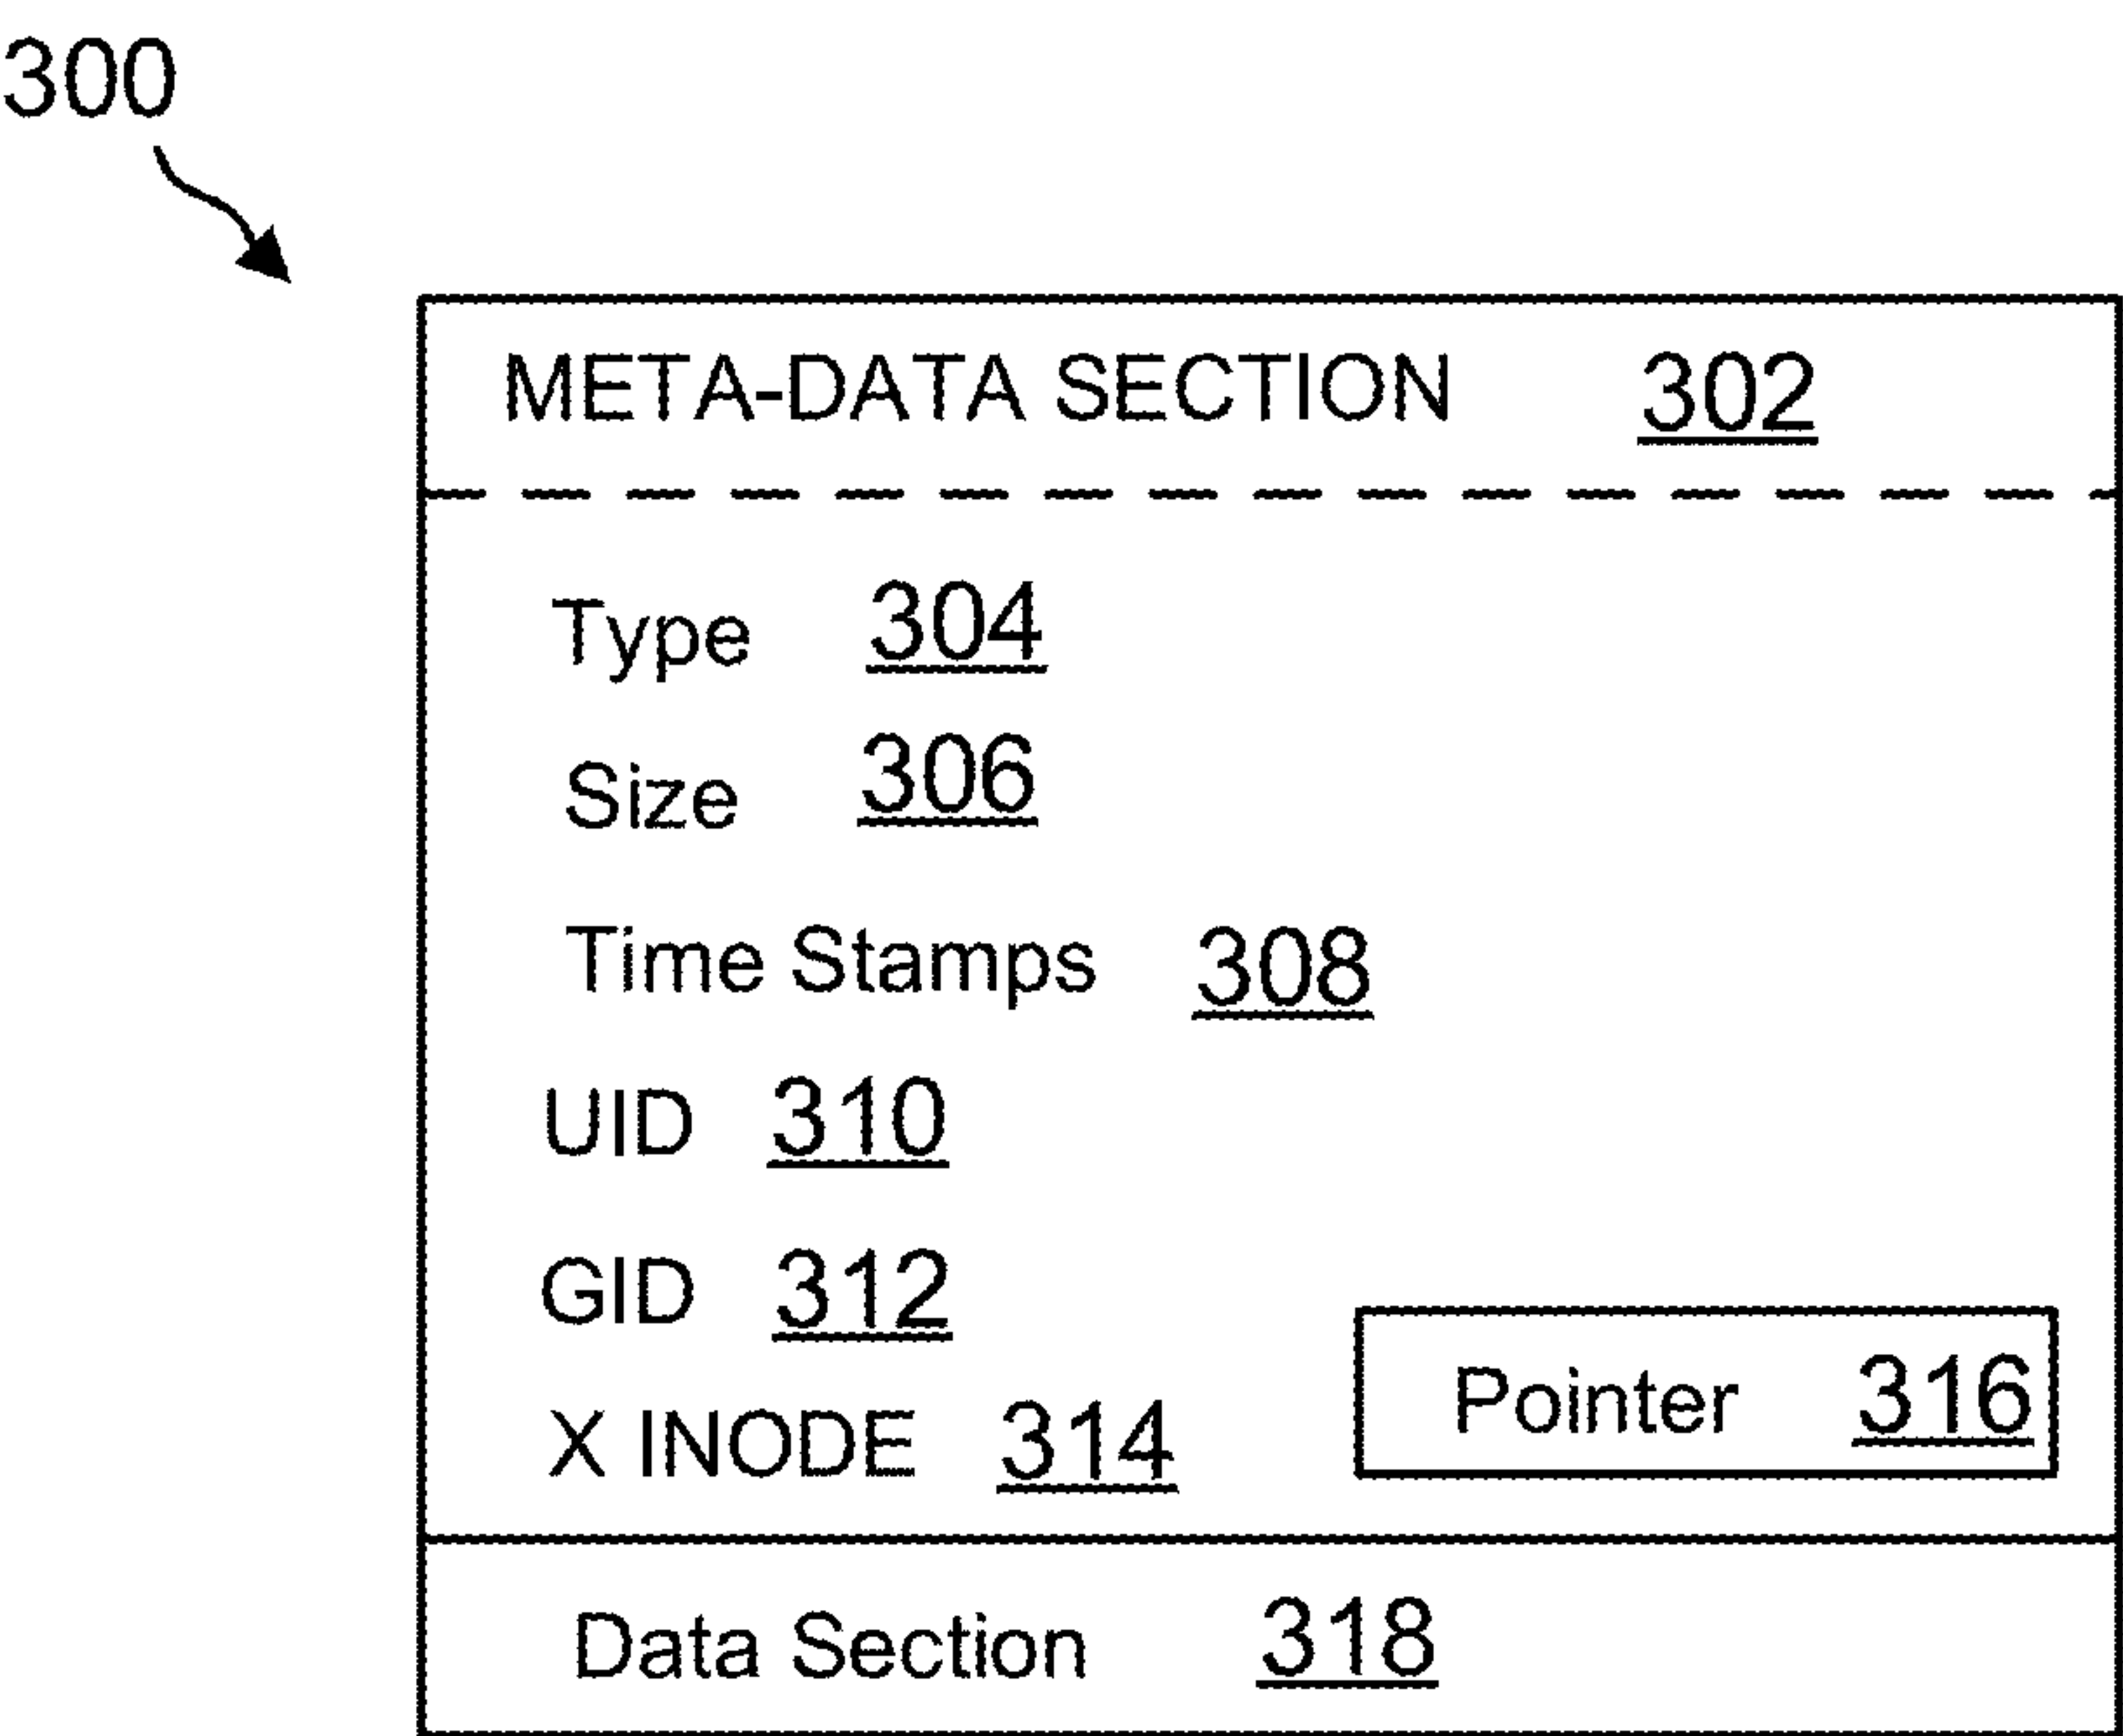 300
META-DATA SECTION 302
Type 304
Size 306
Time Stamps 308
UID 310
GID 312
X INODE 314
Pointer 316
Data Section 318